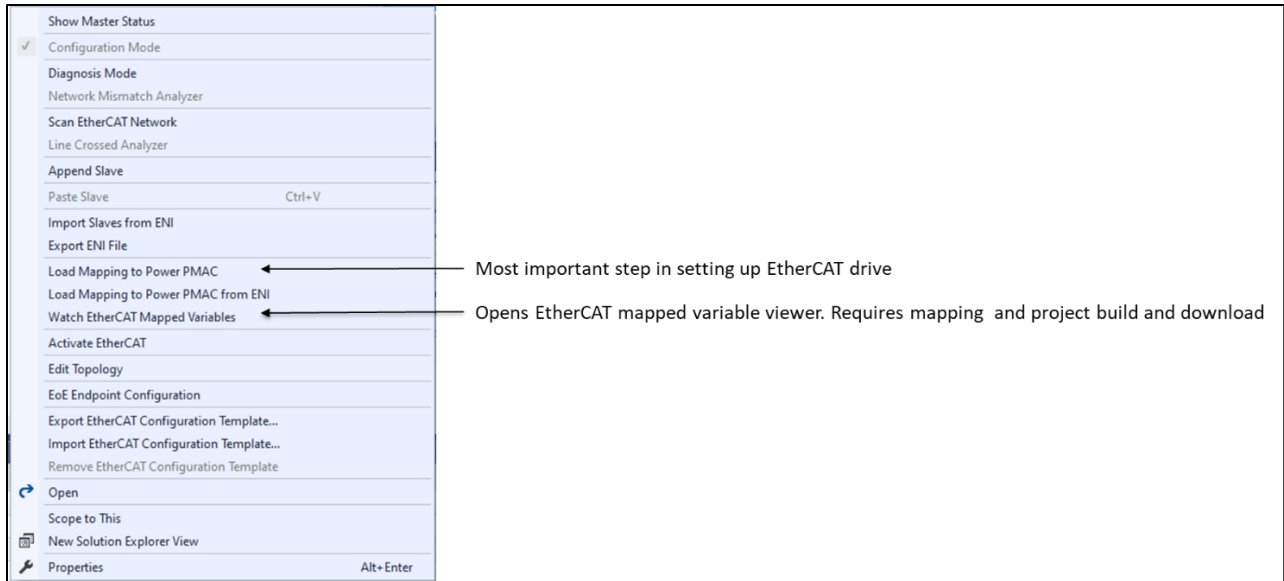 Show Master Status
Configuration Mode
Diagnosis Mode
Network Mismatch Analyzer
Scan EtherCAT Network
Line Crossed Analyzer
Append Slave
Paste Slave Ctrl+V
Import Slaves from ENI
Export ENI File
Load Mapping to Power PMAC
Most important step in setting up EtherCAT drive
Load Mapping to Power PMAC from ENI
Watch EtherCAT Mapped Variables
Opens EtherCAT mapped variable viewer. Requires mapping and project build and download
Activate EtherCAT
Edit Topology
EoE Endpoint Configuration
Export EtherCAT Configuration Template...
Import EtherCAT Configuration Template...
Remove EtherCAT Configuration Template
Open
Scope to This
New Solution Explorer View
Properties Alt+Enter